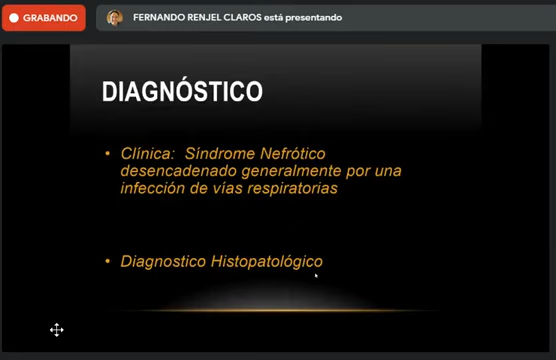 GRABANDO
FERNANDO RENJEL CLAROS está presentando
DIAGNÓSTICO
• Clínica: Síndrome Nefrótico
desencadenado generalmente por una
infección de vías respiratorias
• Diagnostico Histopatológico